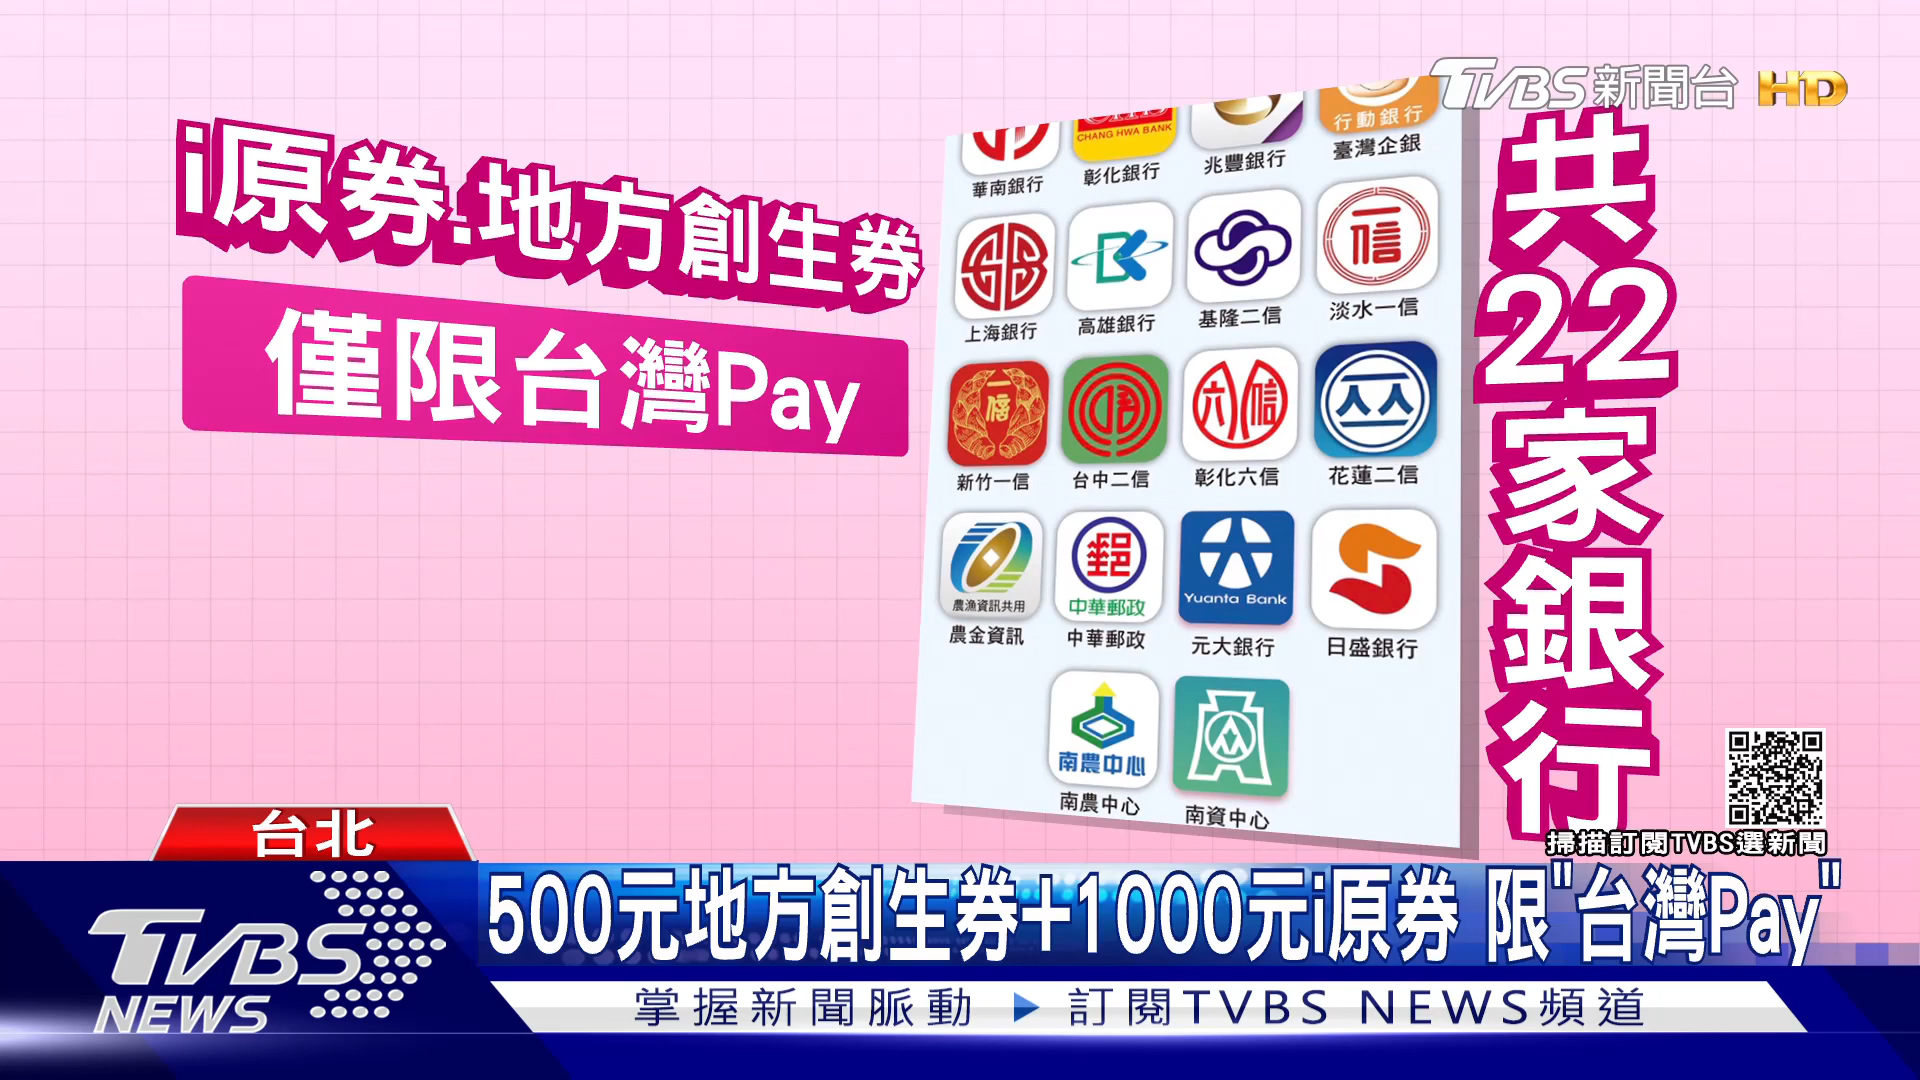 TVBS新聞台 HD
i原券.地方創生券
僅限台灣Pay
共22家銀行
CHANG HWA BANK
行動銀行
華南銀行
彰化銀行
兆豐銀行
臺灣企銀
信
上海銀行
高雄銀行
基隆二信
淡水一信
一信
六信
新竹一信
台中二信
彰化六信
花蓮二信
農漁資訊共用
郵
中華郵政
Yuanta Bank
農金資訊
中華郵政
元大銀行
日盛銀行
南農中心
南農中心
南資中心
掃描訂閱TVBS選新聞
台北
500元地方創生券+1000元i原券 限"台灣Pay"
TVBS
NEWS
掌握新聞脈動 ▶ 訂閱TVBS NEWS頻道